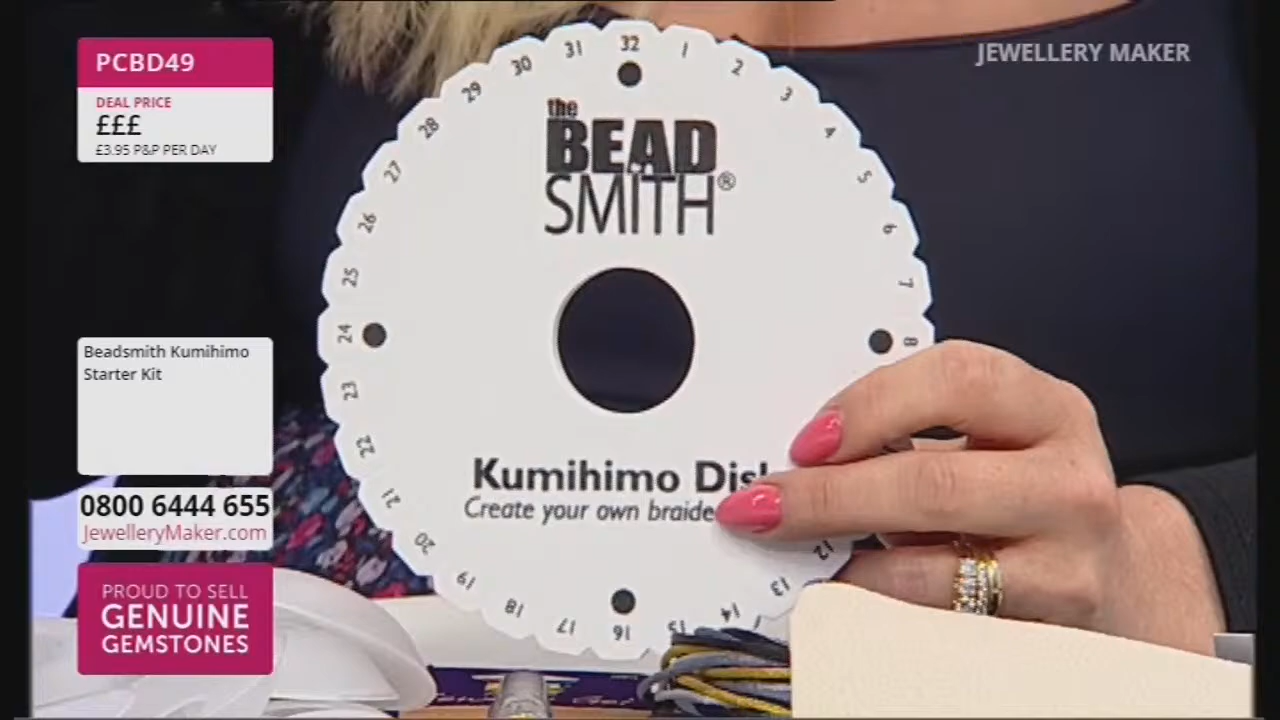 PCBD49
DEAL PRICE
£££
£3.95 P&P PER DAY
Beadsmith Kumihimo
Starter Kit
0800 6444 655
JewelleryMaker.com
PROUD TO SELL
GENUINE
GEMSTONES
JEWELLERY MAKER
32
1
2
3
4
5
6
7
8
12
13
14
15
16
17
18
19
20
21
22
23
24
25
26
27
28
29
30
31
the
BEAD
SMITH®
Kumihimo
Create your own